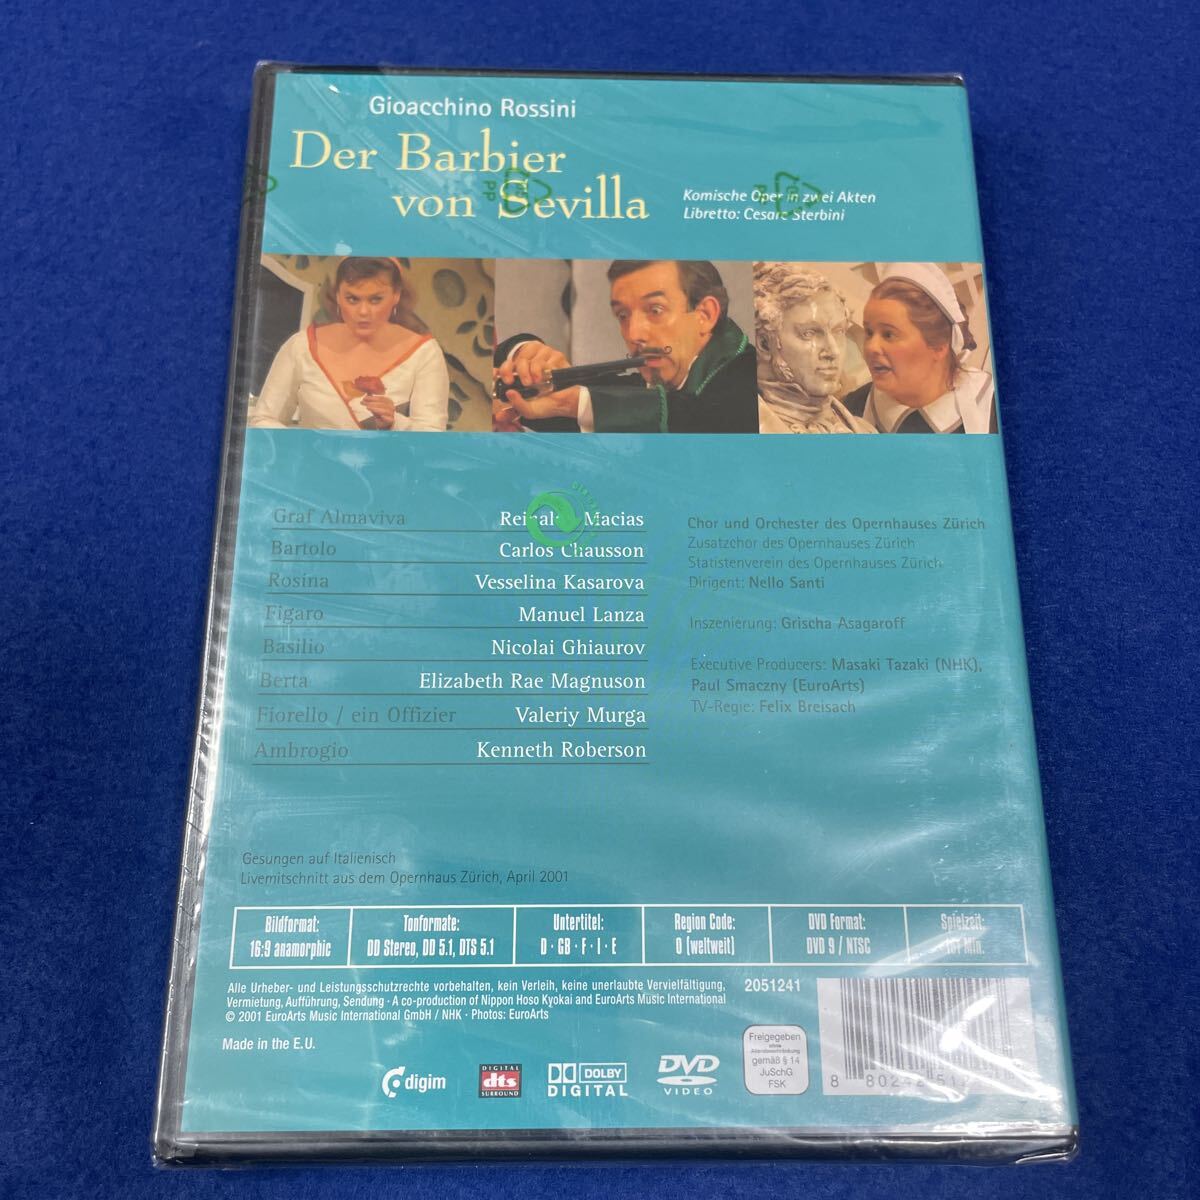 Gioacchino Rossini
Der Barbier
von Sevilla
Komische Oper in zwei Akten
Libretto: Cesare Sterbini
PP
PP
Graf Almaviva Macias
Bartolo Carlos Chausson
Rosina Vesselina Kasarova
Figaro Manuel Lanza
Basilio Nicolai Ghiaurov
Berta Elizabeth Rae Magnuson
Fiorello / ein Offizier Valeriy Murga
Ambrogio Kenneth Roberson
Chor und Orchester des Opernhauses Zürich
Zusatzchor des Opernhauses Zürich
Statistenverein des Opernhauses Zürich
Dirigent: Nello Santi
Inszenierung: Grischa Asagaroff
Executive Producers: Masaki Tazaki (NHK),
Paul Smaczny (EuroArts)
TV-Regie: Felix Breisach
Gesungen auf Italienisch
Livemitschnitt aus dem Opernhaus Zürich, April 2001
Bildformat:
16:9 anamorphic
Tonformate:
DD Stereo, DD 5.1, DTS 5.1
Untertitel:
D · GB · F · I · E
Region Code:
0 (weltweit)
DVD Format:
DVD 9 / NTSC
Spielzeit:
Min.
Alle Urheber- und Leistungsschutzrechte vorbehalten, kein Verleih, keine unerlaubte Vervielfältigung,
Vermietung, Aufführung, Sendung · A co-production of Nippon Hoso Kyokai and EuroArts Music International
© 2001 EuroArts Music International GmbH / NHK · Photos: EuroArts
2051241
Made in the E.U.
digim
DIGITAL
dts
SURROUND
DOLBY
DIGITAL
DVD
VIDEO
Freigegeben
ohne
Altersbeschränkung
gemäß § 14
JuSchG
FSK